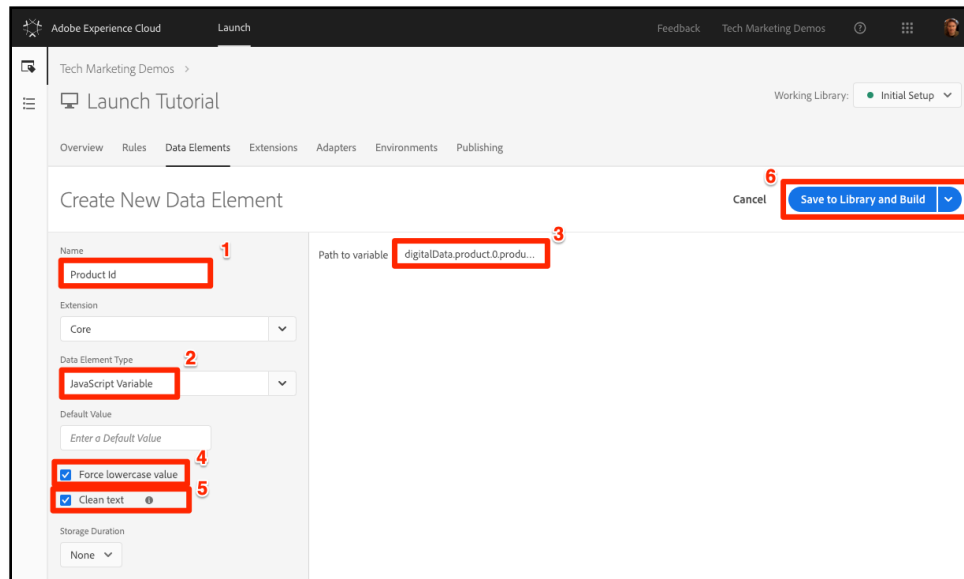 Adobe Experience Cloud Launch Feedback Tech Marketing Demos
Tech Marketing Demos >
Launch Tutorial
Working Library: Initial Setup
Overview Rules Data Elements Extensions Adapters Environments Publishing
6
Create New Data Element Cancel Save to Library and Build
Name 1
Product Id
3
Path to variable digitalData.product.0.produ...
Extension
Core
Data Element Type 2
JavaScript Variable
Default Value
Enter a Default Value
4
Force lowercase value
5
Clean text
Storage Duration
None